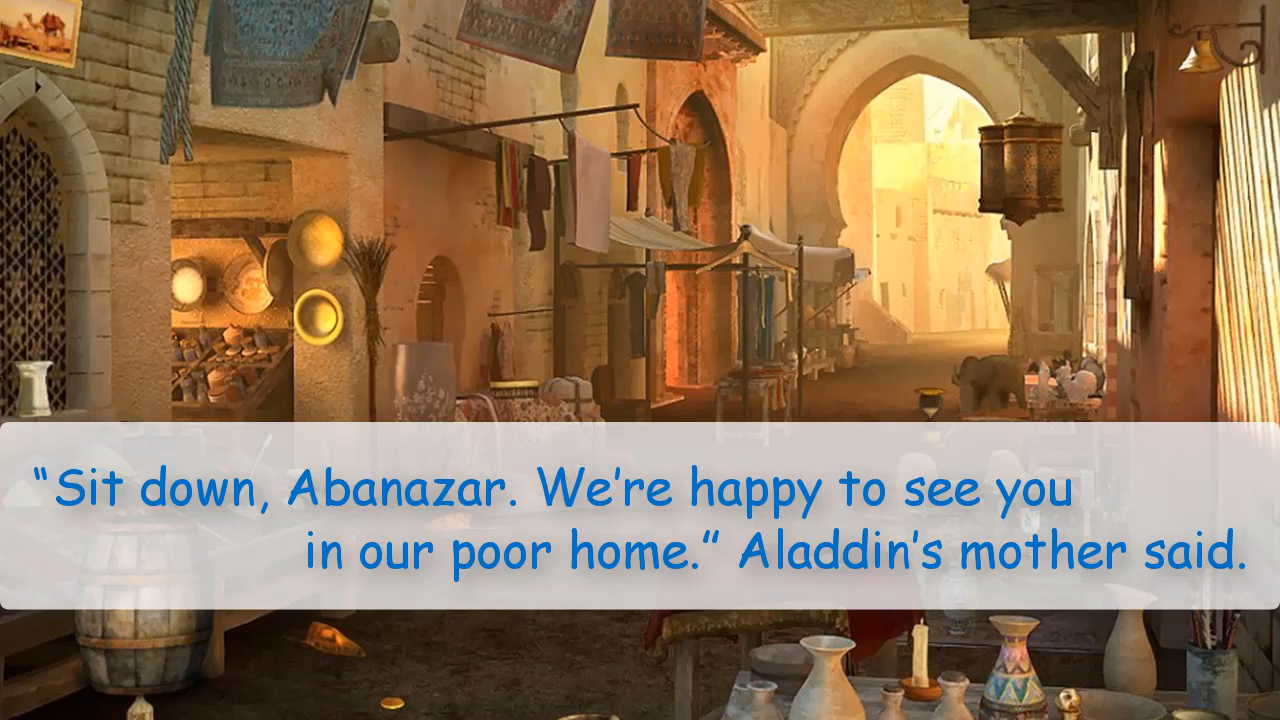 “Sit down, Abanazar. We’re happy to see you
in our poor home.” Aladdin’s mother said.